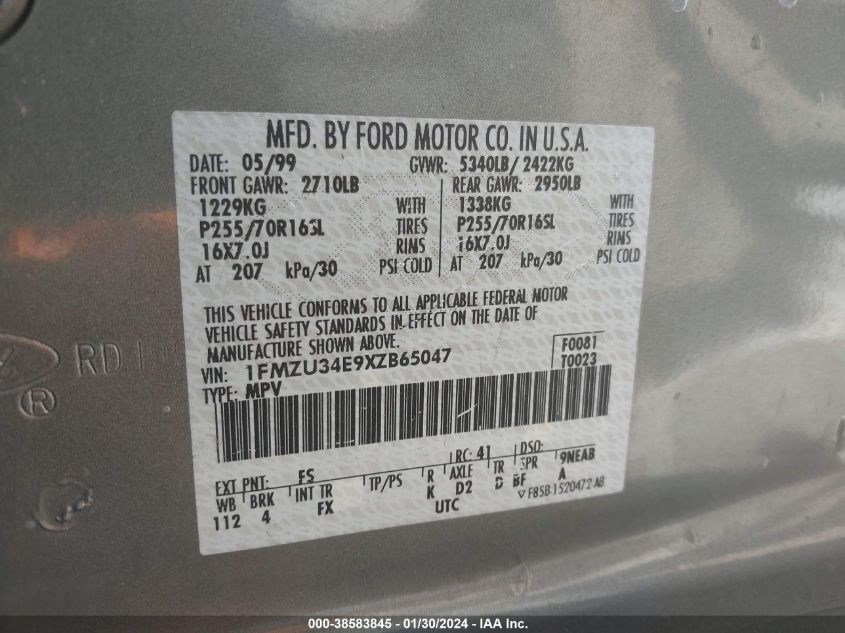 MFD. BY FORD MOTOR CO. IN U.S.A.
DATE: 05/99 GVWR: 5340LB/ 2422KG
FRONT GAWR: 2710LB REAR GAWR: 2950LB
1229KG WITH 1338KG WITH
P255/70R16SL TIRES P255/70R16SL TIRES
16X7.0J RIMS 16X7.0J RIMS
AT 207 kPa/30 PSI COLD AT 207 kPa/30 PSI COLD
THIS VEHICLE CONFORMS TO ALL APPLICABLE FEDERAL MOTOR
VEHICLE SAFETY STANDARDS IN EFFECT ON THE DATE OF
MANUFACTURE SHOWN ABOVE.
VIN: 1FMZU34E9XZB65047 F0081
TYPE: MPV T0023
EXT PNT: FS RC: 41 DSO:
WB BRK INT TR TP/PS R AXLE TR SPR 9NEAB
112 4 FX K D2 D BF A
UTC ▽ F85B-1520472-AB
RD
®
000-38583845 - 01/30/2024 - IAA Inc.